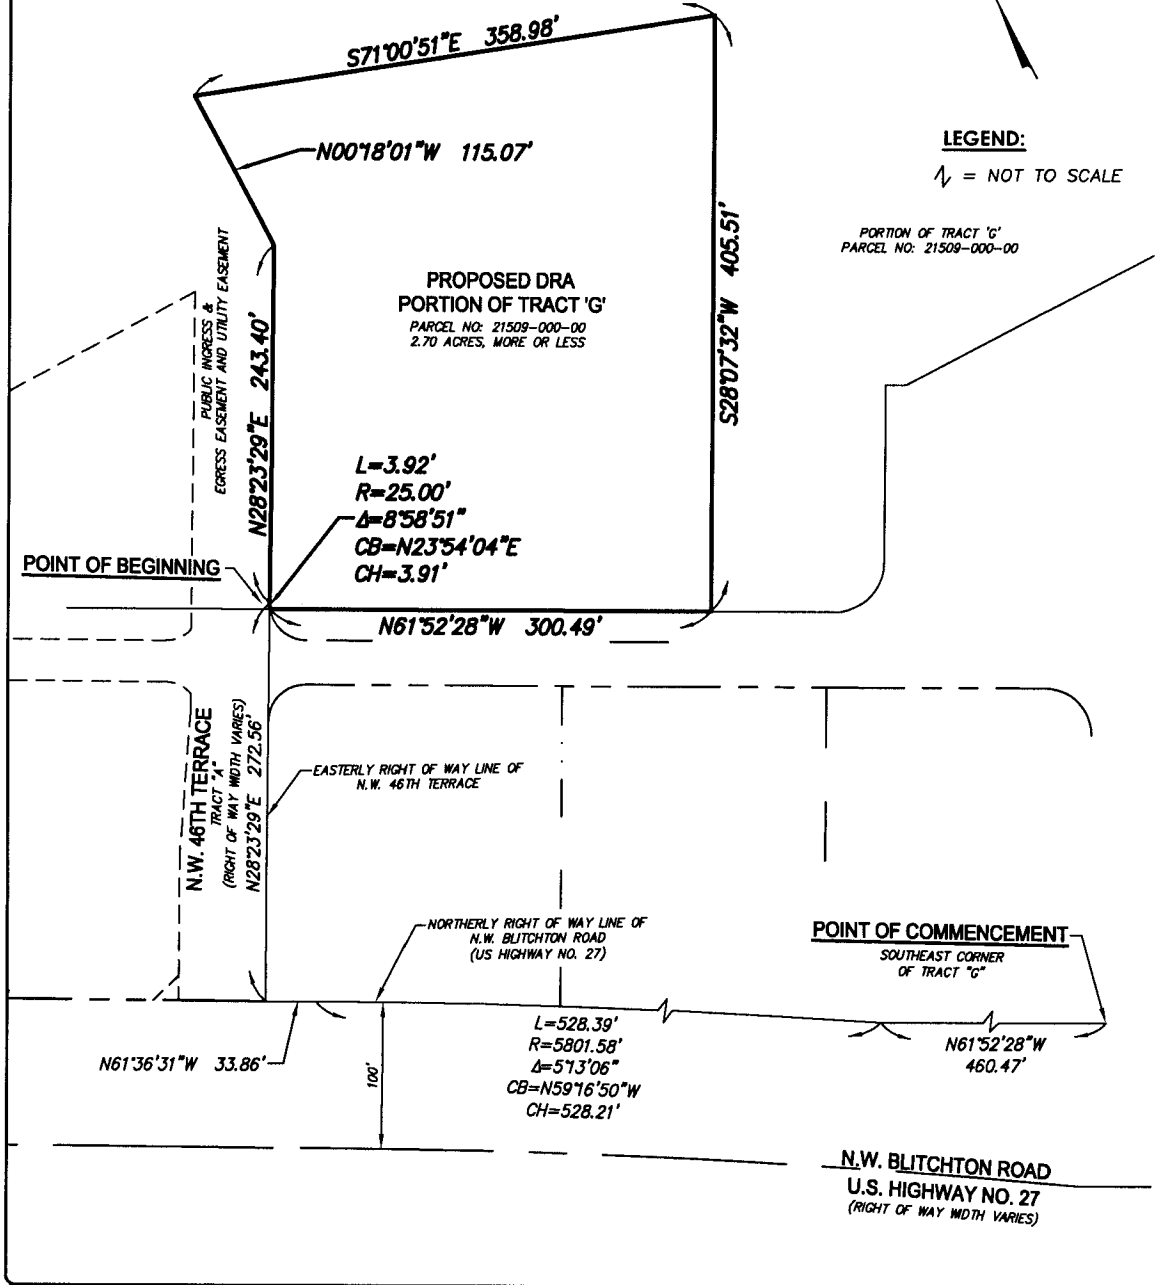 S71°00'51"E 358.98'
N00°18'01"W 115.07'
LEGEND:
= NOT TO SCALE
PORTION OF TRACT 'G'
PARCEL NO: 21509-000-00
S28°07'32"W 405.51'
PROPOSED DRA
PORTION OF TRACT 'G'
PARCEL NO: 21509-000-00
2.70 ACRES, MORE OR LESS
PUBLIC INGRESS &
EGRESS EASEMENT AND UTILITY EASEMENT
N28°23'29"E 243.40'
L=3.92'
R=25.00'
Δ=8°58'51"
CB=N23°54'04"E
CH=3.91'
POINT OF BEGINNING
N61°52'28"W 300.49'
N.W. 46TH TERRACE
TRACT "A"
(RIGHT OF WAY WIDTH VARIES)
N28°23'29"E 272.56'
EASTERLY RIGHT OF WAY LINE OF
N.W. 46TH TERRACE
NORTHERLY RIGHT OF WAY LINE OF
N.W. BLITCHTON ROAD
(US HIGHWAY NO. 27)
POINT OF COMMENCEMENT
SOUTHEAST CORNER
OF TRACT "G"
N61°36'31"W 33.86'
100'
L=528.39'
R=5801.58'
Δ=5°13'06"
CB=N59°16'50"W
CH=528.21'
N61°52'28"W
460.47'
N.W. BLITCHTON ROAD
U.S. HIGHWAY NO. 27
(RIGHT OF WAY WIDTH VARIES)